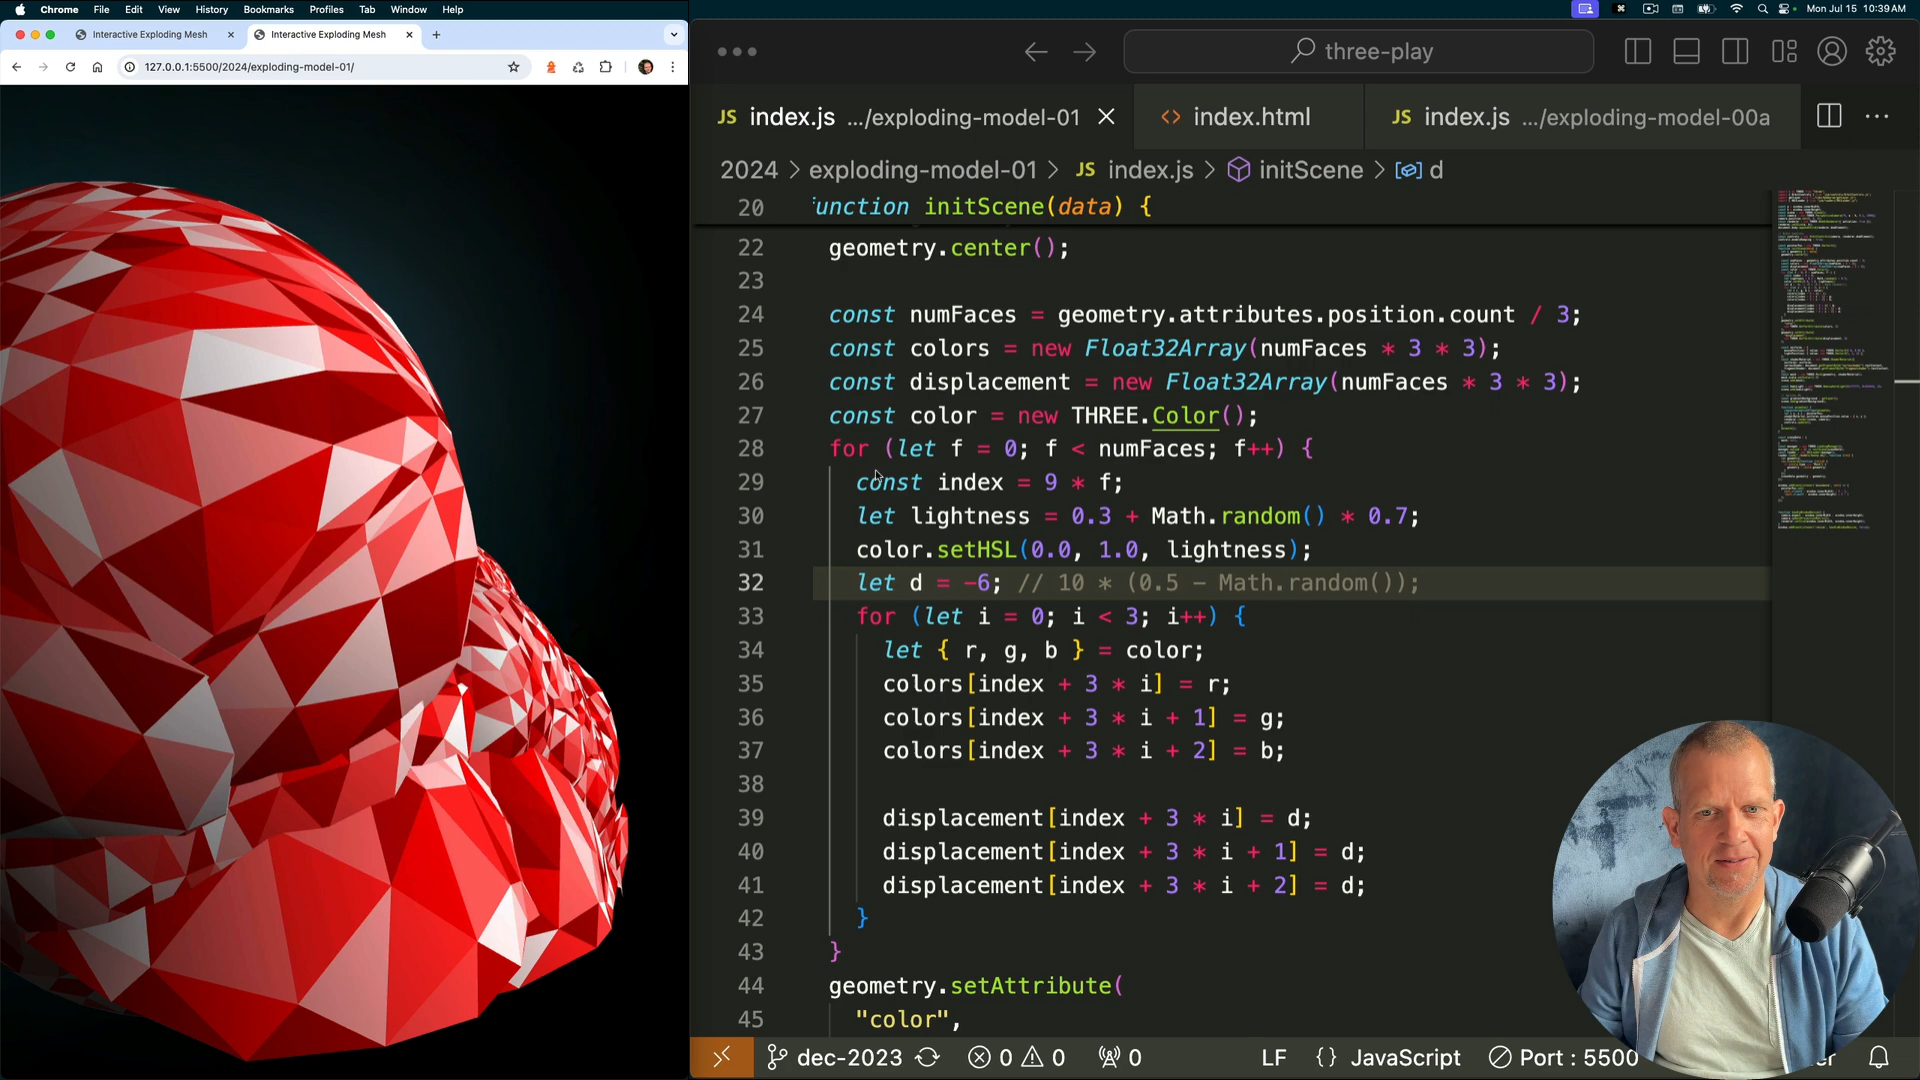 Chrome File Edit View History Bookmarks Profiles Tab Window Help Mon Jul 15 10:39 AM
Interactive Exploding Mesh Interactive Exploding Mesh
127.0.0.1:5500/2024/exploding-model-01/
three-play
JS index.js .../exploding-model-01 <> index.html JS index.js .../exploding-model-00a
2024 > exploding-model-01 > JS index.js > initScene > d
20 function initScene(data) {
22 geometry.center();
23
24 const numFaces = geometry.attributes.position.count / 3;
25 const colors = new Float32Array(numFaces * 3 * 3);
26 const displacement = new Float32Array(numFaces * 3 * 3);
27 const color = new THREE.Color();
28 for (let f = 0; f < numFaces; f++) {
29 const index = 9 * f;
30 let lightness = 0.3 + Math.random() * 0.7;
31 color.setHSL(0.0, 1.0, lightness);
32 let d = -6; // 10 * (0.5 - Math.random());
33 for (let i = 0; i < 3; i++) {
34 let { r, g, b } = color;
35 colors[index + 3 * i] = r;
36 colors[index + 3 * i + 1] = g;
37 colors[index + 3 * i + 2] = b;
38
39 displacement[index + 3 * i] = d;
40 displacement[index + 3 * i + 1] = d;
41 displacement[index + 3 * i + 2] = d;
42 }
43 }
44 geometry.setAttribute(
45 "color",
dec-2023 0 0 0 LF {} JavaScript Port : 5500